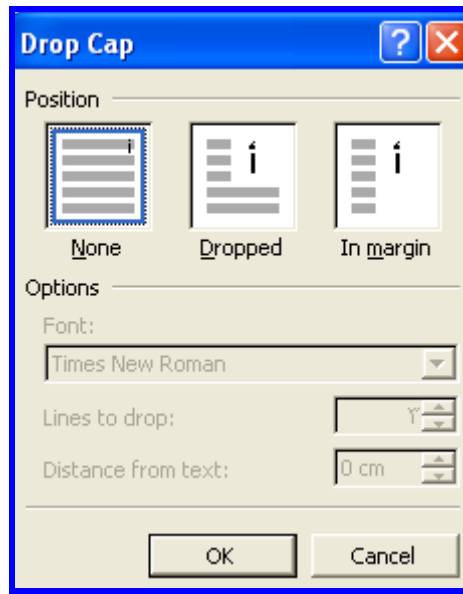 Drop Cap
Position
أ أ أ
None Dropped In margin
Options
Font:
Times New Roman
Lines to drop: ٣
Distance from text: 0 cm
OK Cancel